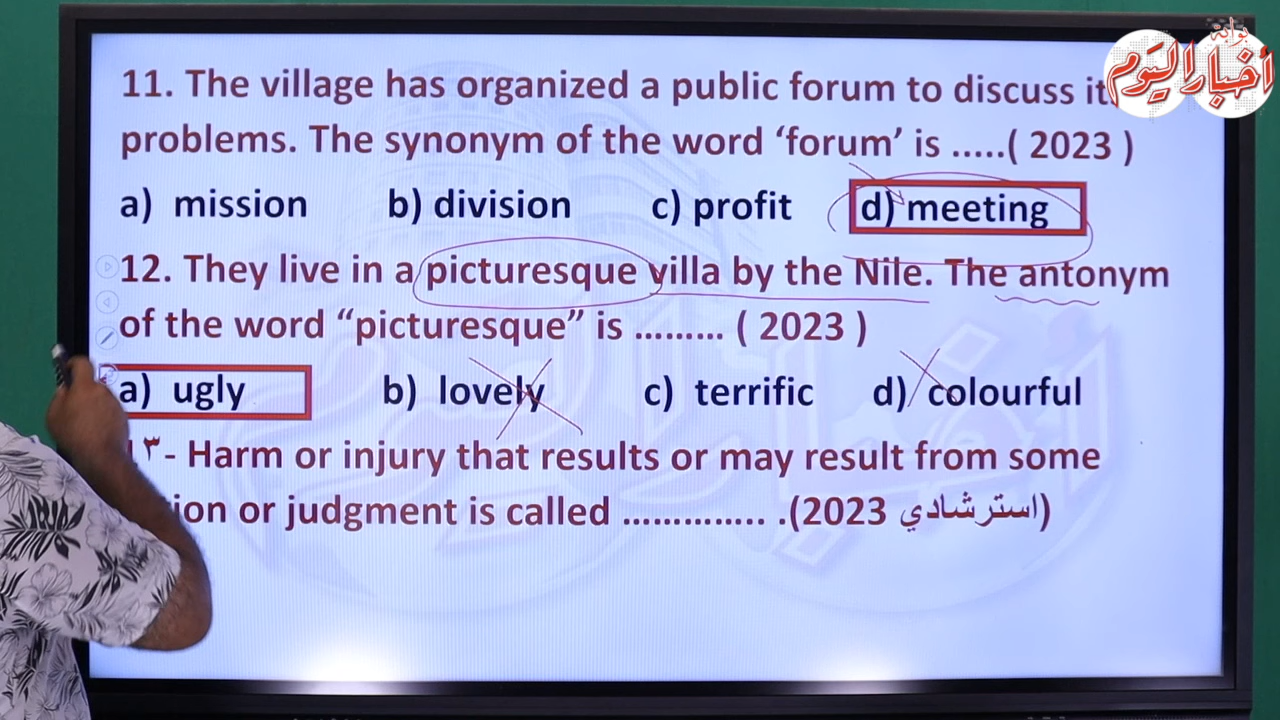 بوابة
أخبار اليوم
11. The village has organized a public forum to discuss
problems. The synonym of the word ‘forum’ is .....( 2023 )
a) mission b) division c) profit d) meeting
12. They live in a picturesque villa by the Nile. The antonym
of the word “picturesque” is ......... ( 2023 )
a) ugly b) lovely c) terrific d) colourful
- Harm or injury that results or may result from some
or judgment is called .............. .(2023 استرشادي)